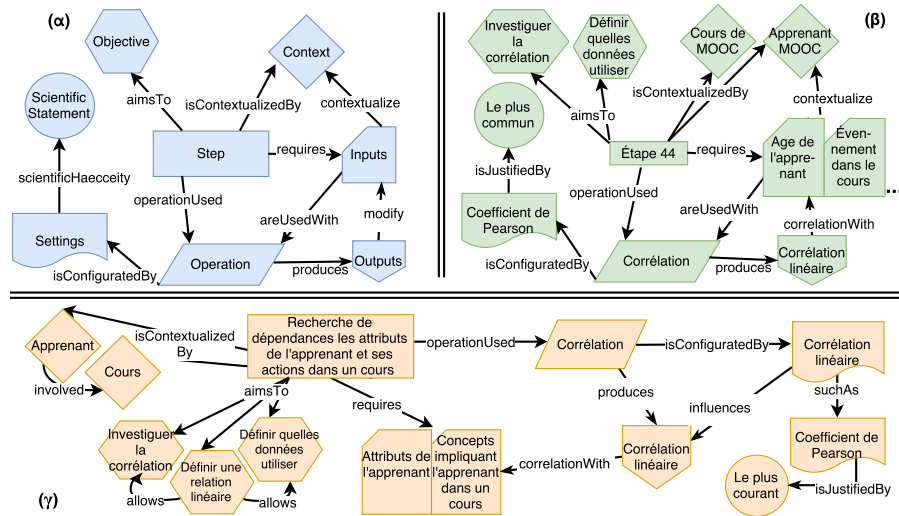 (α)
Objective
Context
Scientific
Statement
aimsTo
isContextualizedBy
contextualize
Step
requires
Inputs
scientificHaecceity
operationUsed
areUsedWith
modify
Settings
isConfiguratedBy
Operation
produces
Outputs
(β)
Investiguer
la
corrélation
Définir
quelles
données
utiliser
Cours de
MOOC
Apprenant
MOOC
Le plus
commun
aimsTo
isContextualizedBy
contextualize
Étape 44
requires
Age de
l'appre-
nant
Éven-
nement
dans le
cours
...
isJustifiedBy
operationUsed
areUsedWith
correlationWith
Coefficient de
Pearson
isConfiguratedBy
Corrélation
produces
Corrélation
linéaire
(γ)
Apprenant
involved
Cours
isContextualized
By
Recherche de
dépendances les attributs
de l'apprenant et ses
actions dans un cours
operationUsed
Corrélation
isConfiguredBy
Corrélation
linéaire
aimsTo
requires
produces
influences
suchAs
Investiguer
la
corrélation
Définir une
relation
linéaire
Définir quelles
données
utiliser
allows
allows
Attributs de
l'apprenant
Concepts
impliquant
l'apprenant
dans un
cours
correlationWith
Corrélation
linéaire
Coefficient de
Pearson
Le plus
courant
isJustifiedBy